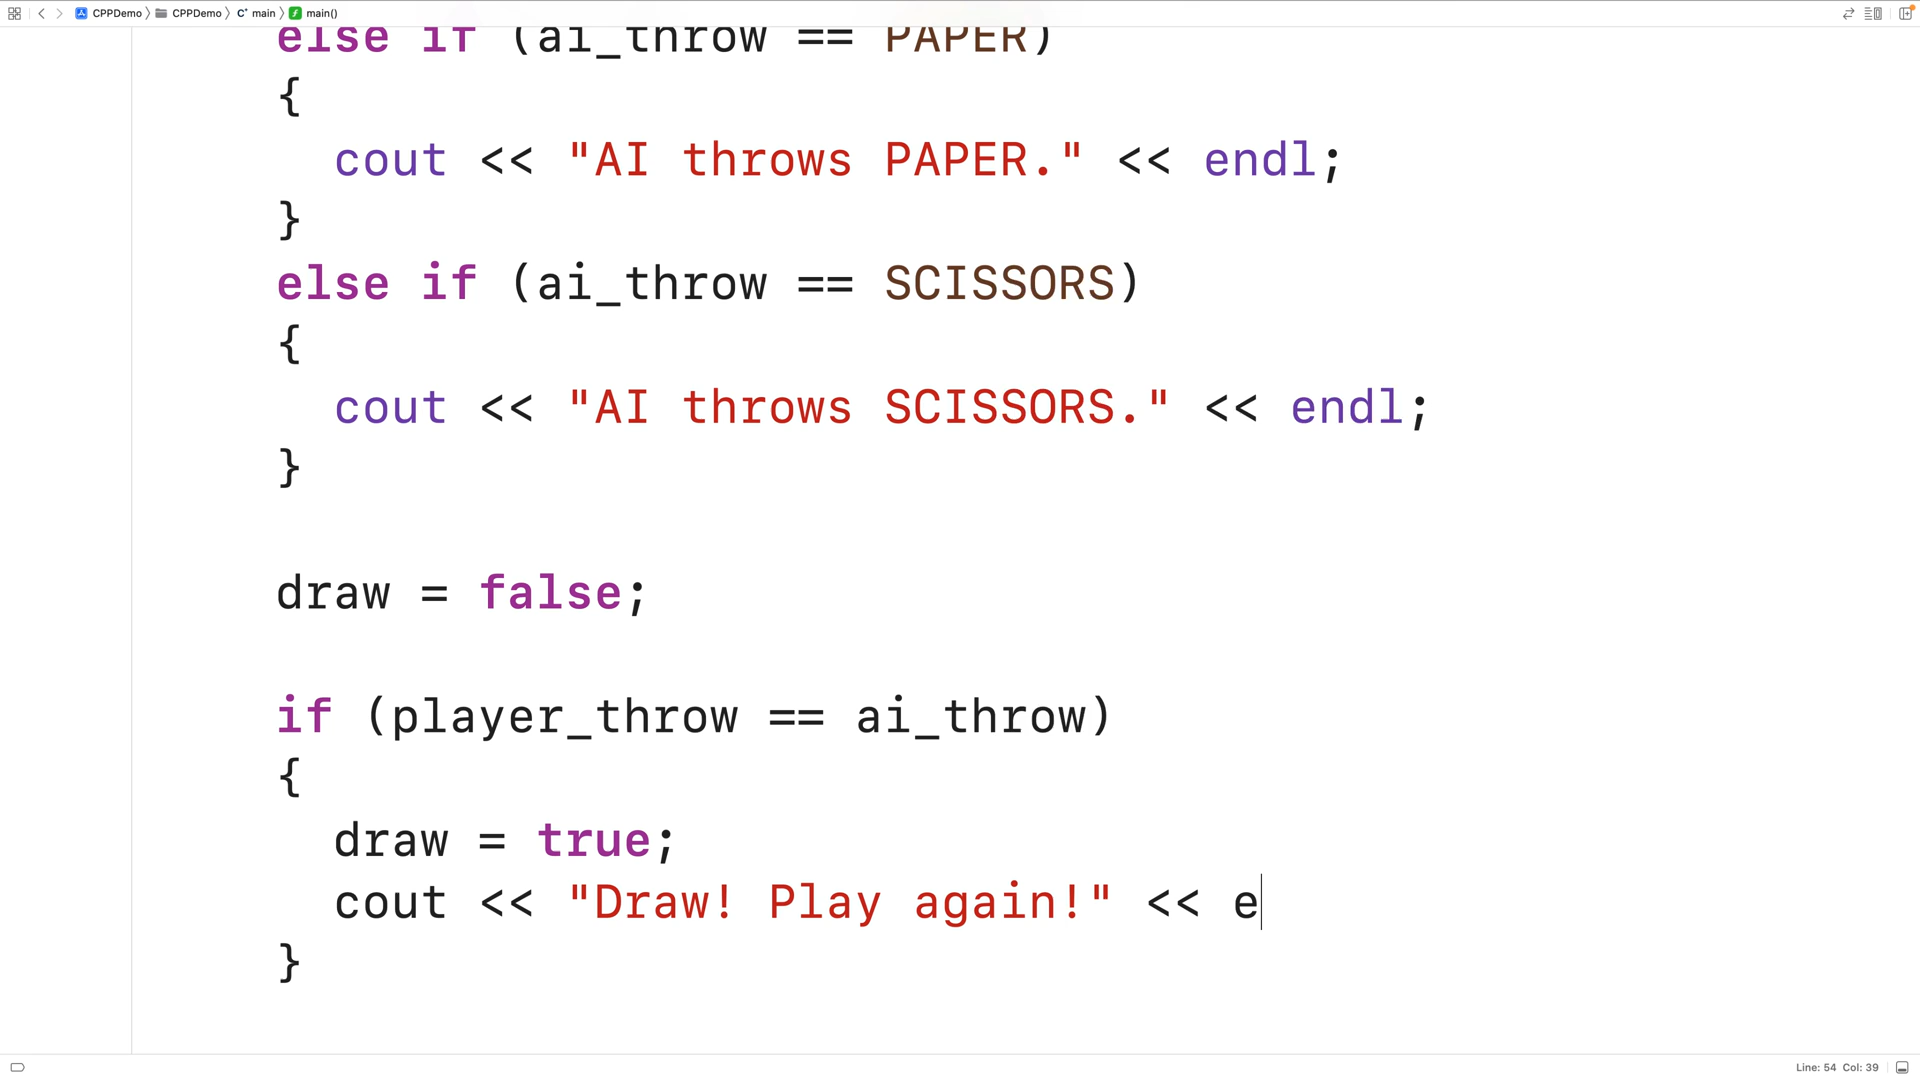 CPPDemo CPPDemo C+ main f main()
else if (ai_throw == PAPER)
{
cout << "AI throws PAPER." << endl;
}
else if (ai_throw == SCISSORS)
{
cout << "AI throws SCISSORS." << endl;
}
draw = false;
if (player_throw == ai_throw)
{
draw = true;
cout << "Draw! Play again!" << e
}
Line: 54 Col: 39